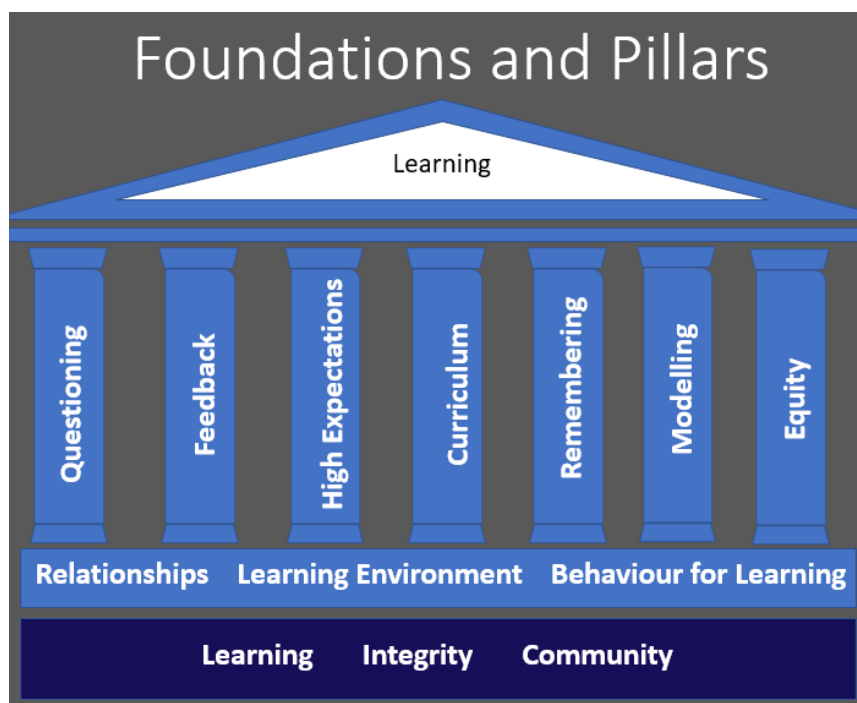 Foundations and Pillars
Learning
Questioning
Feedback
High Expectations
Curriculum
Remembering
Modelling
Equity
Relationships Learning Environment Behaviour for Learning
Learning Integrity Community